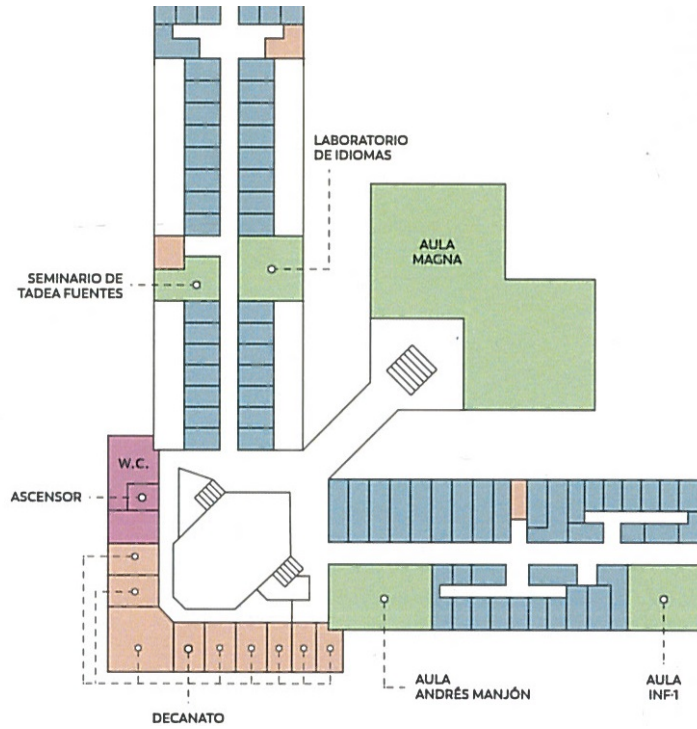 LABORATORIO
DE IDIOMAS
AULA
MAGNA
SEMINARIO DE
TADEA FUENTES
W.C.
ASCENSOR
AULA
ANDRÉS MANJÓN
AULA
INF-1
DECANATO